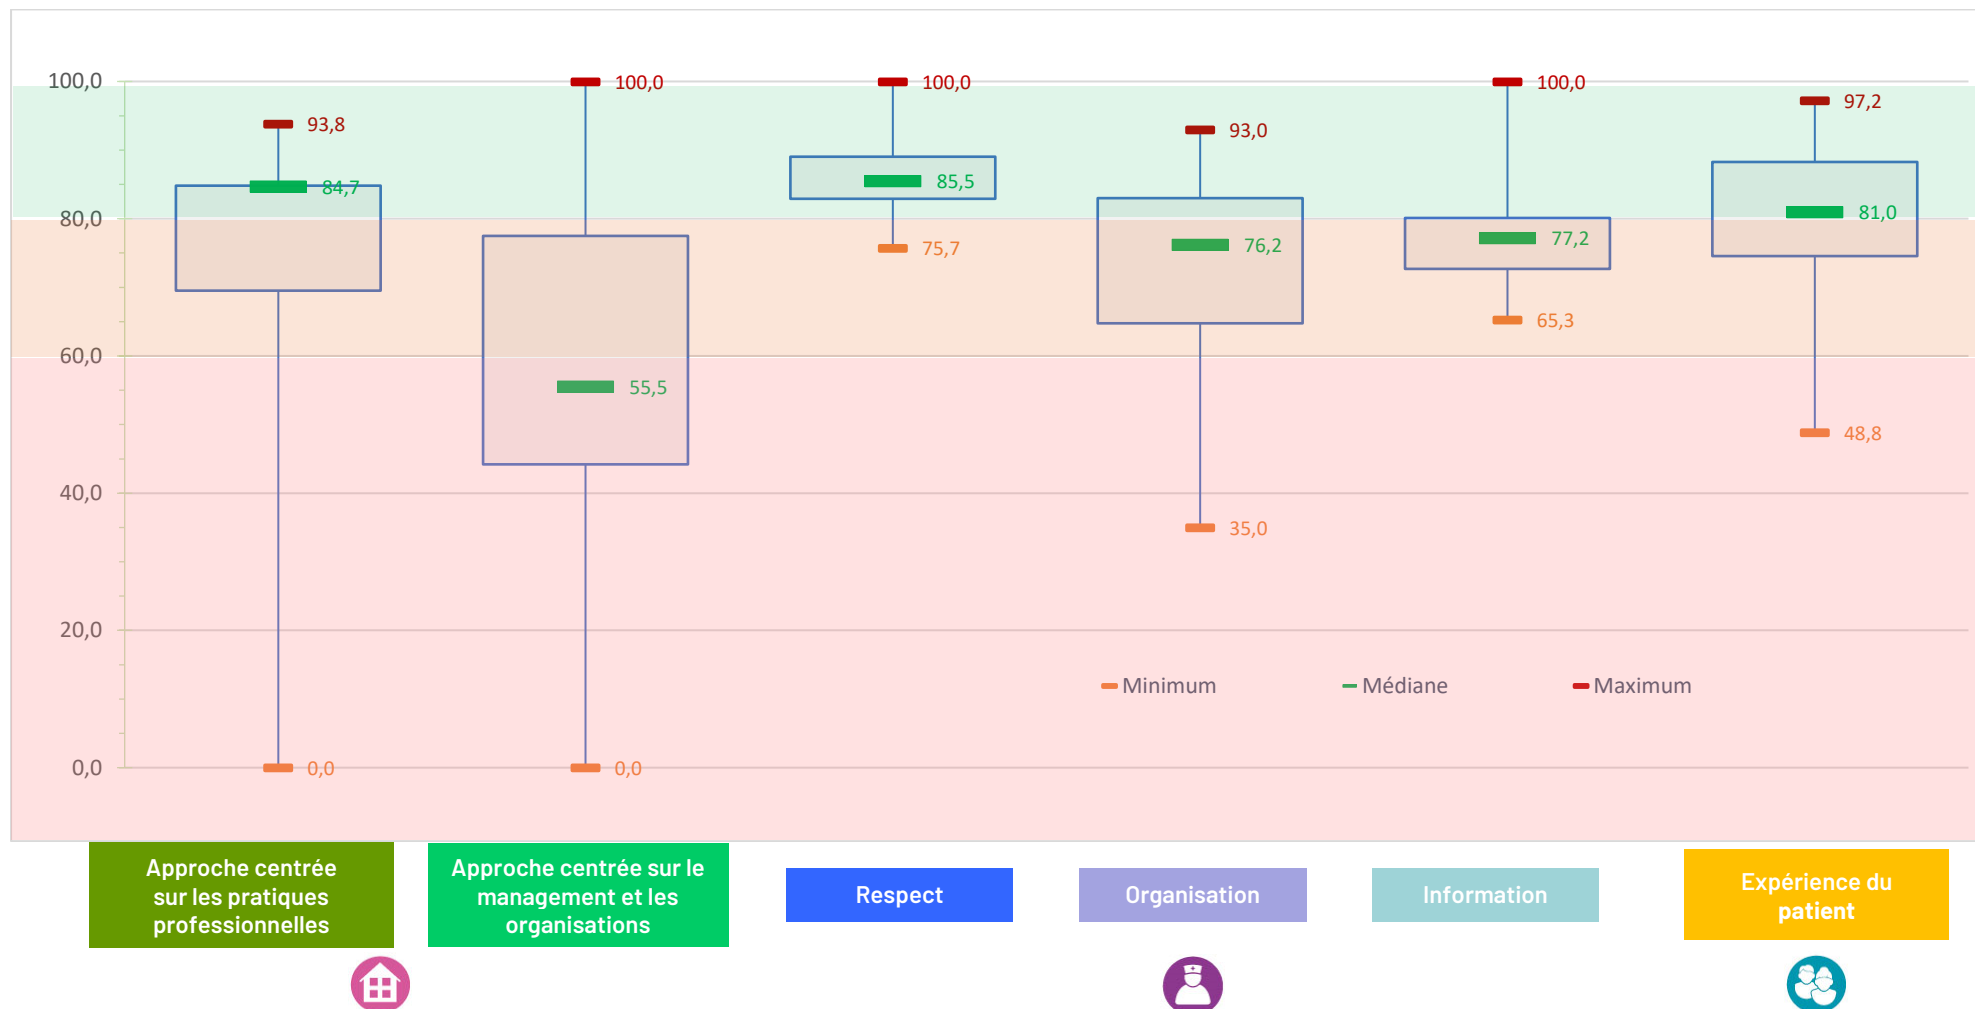 100,0
80,0
60,0
40,0
20,0
0,0
93,8
84,7
0,0
100,0
55,5
0,0
100,0
85,5
75,7
93,0
76,2
35,0
100,0
77,2
65,3
97,2
81,0
48,8
Minimum
Médiane
Maximum
Approche centrée
sur les pratiques
professionnelles
Approche centrée sur le
management et les
organisations
Respect
Organisation
Information
Expérience du
patient